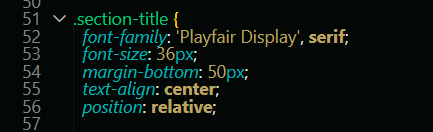 50
51 .section-title {
52 font-family: 'Playfair Display', serif;
53 font-size: 36px;
54 margin-bottom: 50px;
55 text-align: center;
56 position: relative;
57